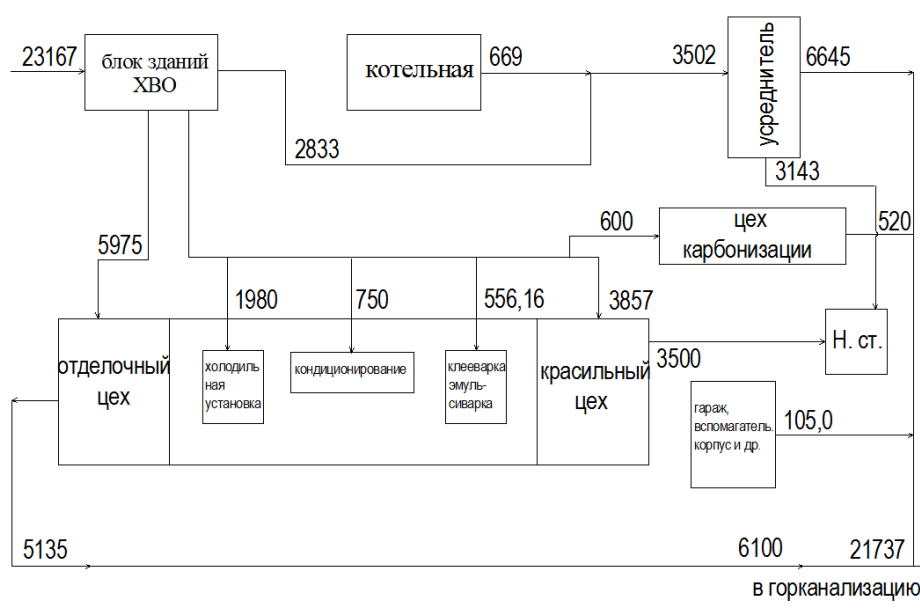 23167
блок зданий
ХВО
котельная
669
3502
усреднитель
6645
2833
3143
5975
600
цех
карбонизации
520
1980
750
556,16
3857
отделочный
цех
холодиль
ная
установка
кондиционирование
клееварка
эмуль-
сиварка
красильный
цех
3500
Н. ст.
гараж,
вспомагатель.
корпус и др.
105,0
5135
6100
21737
в горканализацию